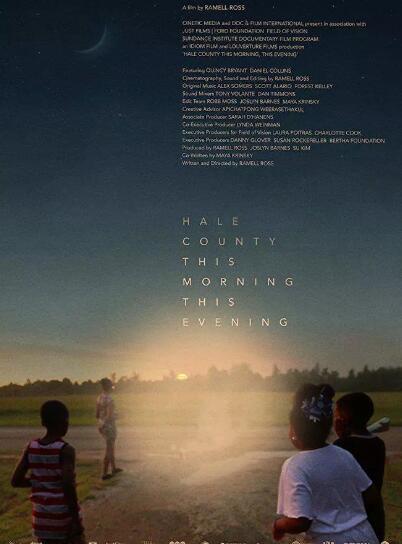 A film by RAMELL ROSS
CINETIC MEDIA and DOC & FILM INTERNATIONAL present in association with
JUST FILMS | FORD FOUNDATION FIELD OF VISION
SUNDANCE INSTITUTE DOCUMENTARY FILM PROGRAM
an IDIOM FILM and LOUVERTURE FILMS production
'HALE COUNTY THIS MORNING, THIS EVENING'
Featuring QUINCY BRYANT DANIEL COLLINS
Cinematography, Sound and Editing by RAMELL ROSS
Original Music ALEX SOMERS SCOTT ALARIO FORREST KELLEY
Sound Mixers TONY VOLANTE DAN TIMMONS
Edit Team ROBB MOSS JOSLYN BARNES MAYA KRINSKY
Creative Advisor APICHATPONG WEERASETHAKUL
Associate Producer SARAH D'HANENS
Co-Executive Producer LYNDA WEINMAN
Executive Producers for Field of Vision LAURA POITRAS CHARLOTTE COOK
Executive Producers DANNY GLOVER SUSAN ROCKEFELLER BERTHA FOUNDATION
Produced by RAMELL ROSS JOSLYN BARNES SU KIM
Co-Written by MAYA KRINSKY
Written and Directed by RAMELL ROSS
HALE
COUNTY
THIS
MORNING
THIS
EVENING